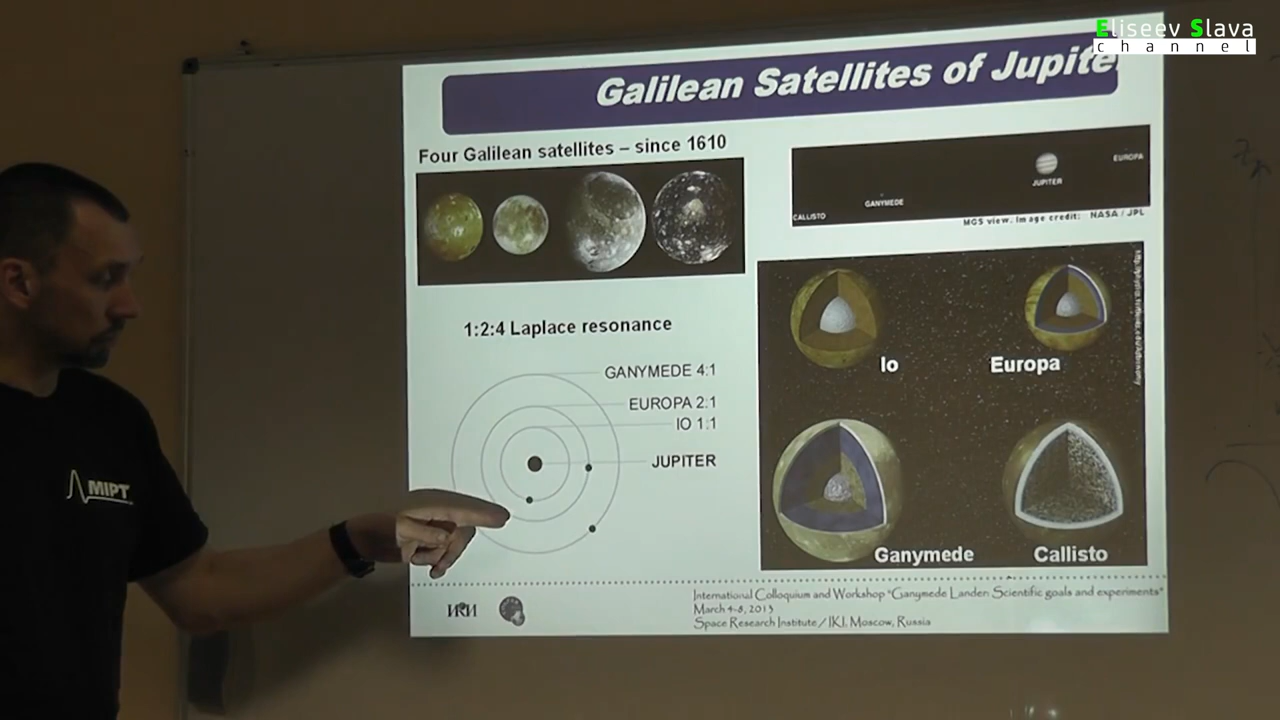 Eliseev Slava
channel
Galilean Satellites of Jupite
Four Galilean satellites – since 1610
EUROPA
JUPITER
GANYMEDE
CALLISTO
MGS view. Image credit: NASA / JPL
1:2:4 Laplace resonance
GANYMEDE 4:1
EUROPA 2:1
IO 1:1
JUPITER
Io
Europa
Ganymede
Callisto
MIPT
ИКИ
International Colloquium and Workshop "Ganymede Lander: Scientific goals and experiments"
March 4-8, 2013
Space Research Institute / IKI, Moscow, Russia